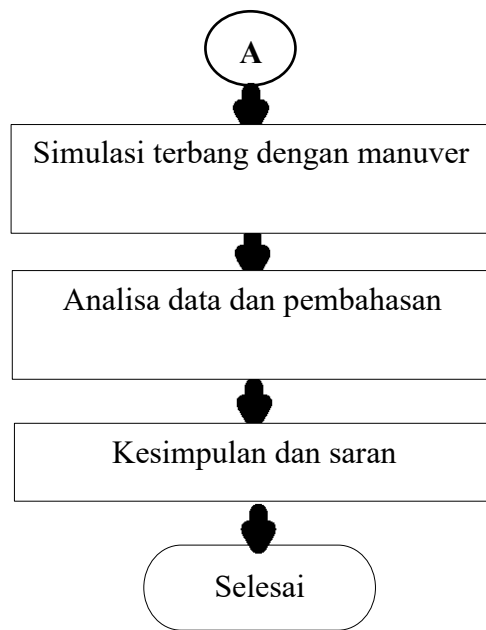 A
Simulasi terbang dengan manuver
Analisa data dan pembahasan
Kesimpulan dan saran
Selesai